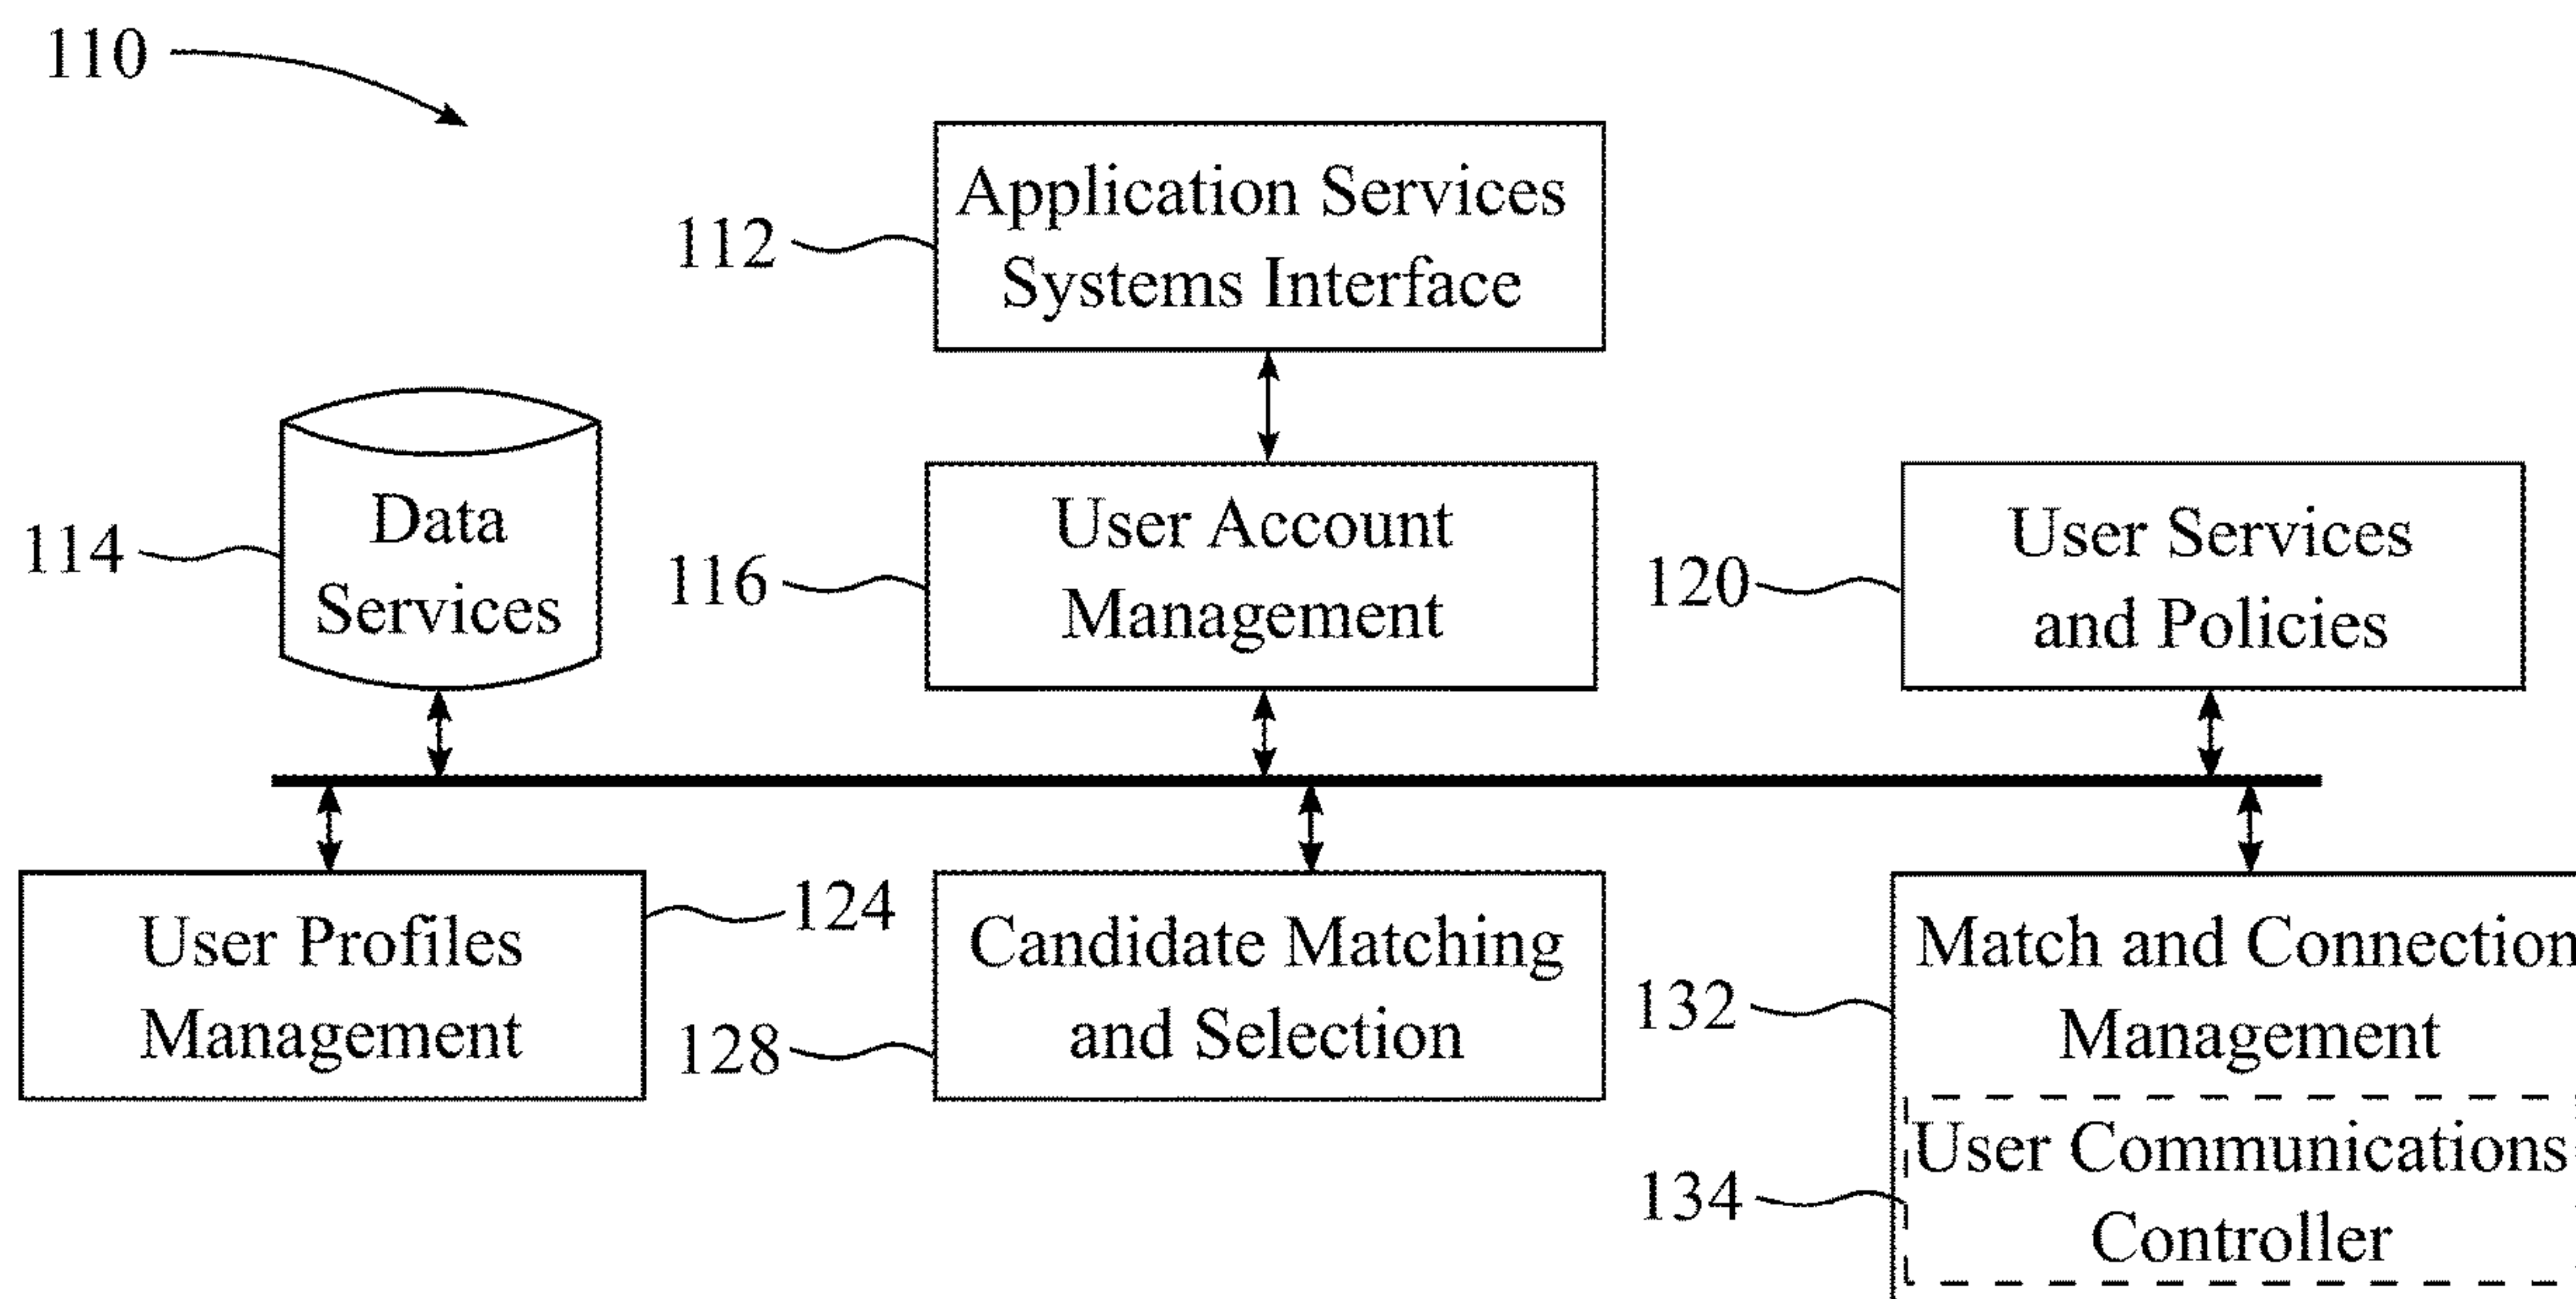 110
Application Services
Systems Interface
112
Data
Services
114
User Account
Management
116
User Services
and Policies
120
User Profiles
Management
124
Candidate Matching
and Selection
128
Match and Connection
Management
132
User Communications
Controller
134